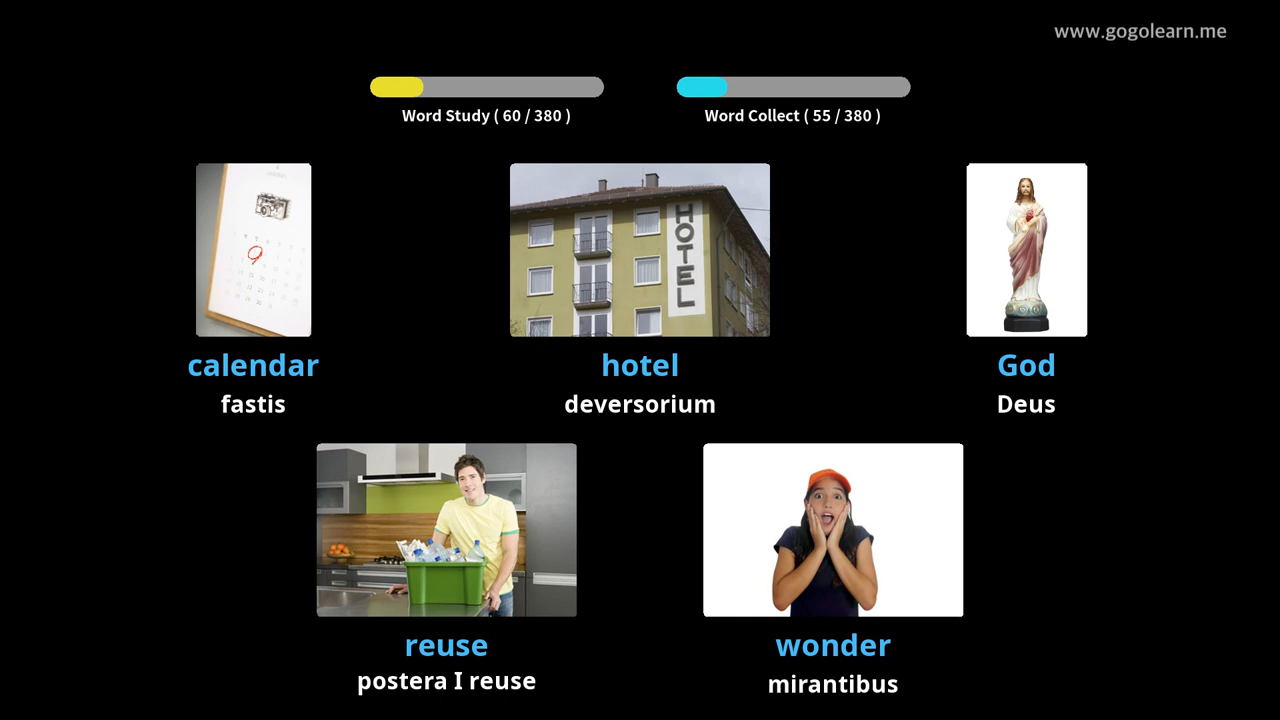 www.gogolearn.me
Word Study ( 60 / 380 )
Word Collect ( 55 / 380 )
HOTEL
calendar
hotel
God
fastis
deversorium
Deus
reuse
wonder
postera I reuse
mirantibus